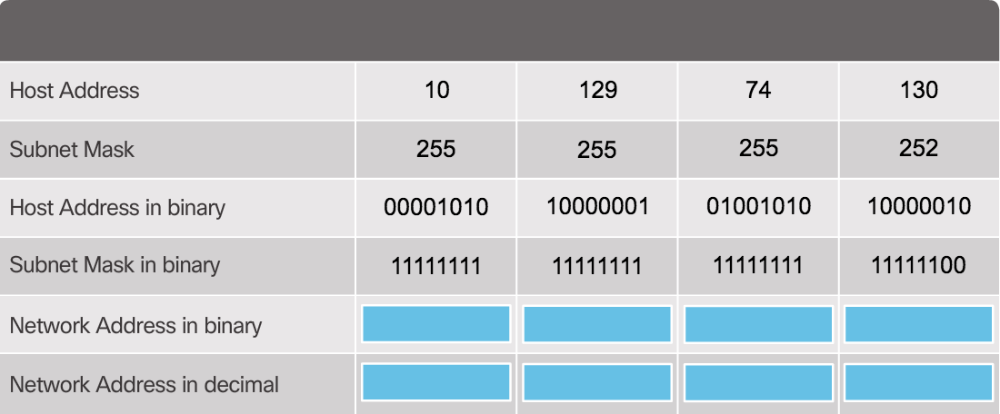 Host Address 10 129 74 130
Subnet Mask 255 255 255 252
Host Address in binary 00001010 10000001 01001010 10000010
Subnet Mask in binary 11111111 11111111 11111111 11111100
Network Address in binary
Network Address in decimal